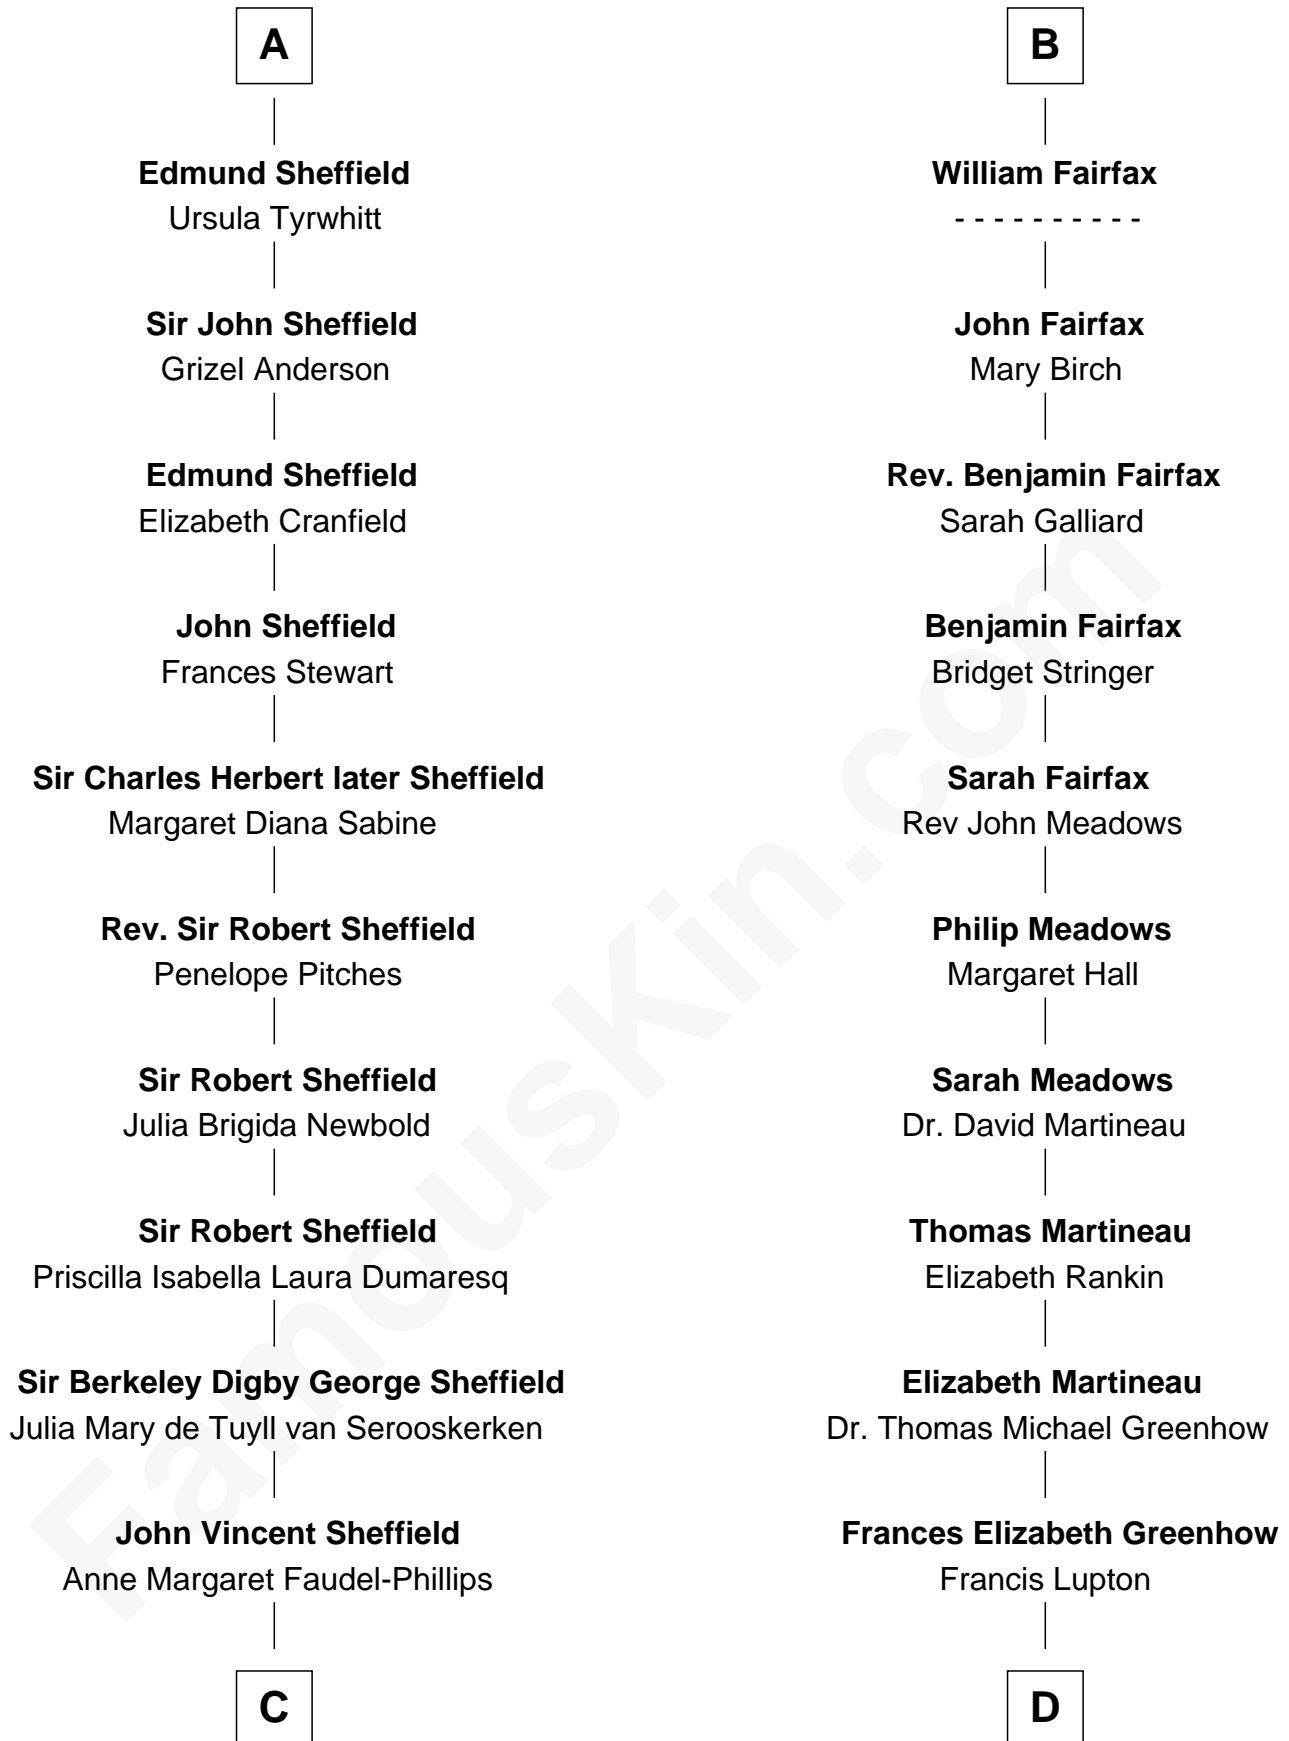 A
Edmund Sheffield
Ursula Tyrwhitt
Sir John Sheffield
Grizel Anderson
Edmund Sheffield
Elizabeth Cranfield
John Sheffield
Frances Stewart
Sir Charles Herbert later Sheffield
Margaret Diana Sabine
Rev. Sir Robert Sheffield
Penelope Pitches
Sir Robert Sheffield
Julia Brigida Newbold
Sir Robert Sheffield
Priscilla Isabella Laura Dumaresq
Sir Berkeley Digby George Sheffield
Julia Mary de Tuyll van Serooskerken
John Vincent Sheffield
Anne Margaret Faudel-Phillips
C
B
William Fairfax
- - - - - - - - - -
John Fairfax
Mary Birch
Rev. Benjamin Fairfax
Sarah Galliard
Benjamin Fairfax
Bridget Stringer
Sarah Fairfax
Rev John Meadows
Philip Meadows
Margaret Hall
Sarah Meadows
Dr. David Martineau
Thomas Martineau
Elizabeth Rankin
Elizabeth Martineau
Dr. Thomas Michael Greenhow
Frances Elizabeth Greenhow
Francis Lupton
D
FamousKin.com